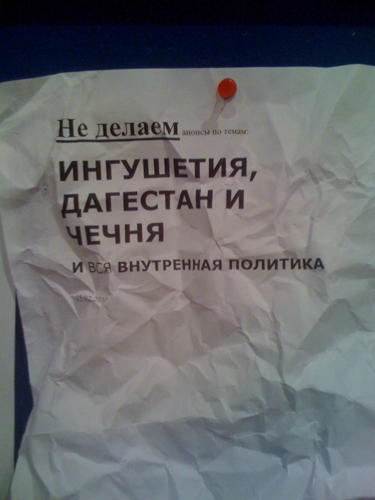 Не делаем анонсы по темам:
ИНГУШЕТИЯ,
ДАГЕСТАН И
ЧЕЧНЯ
И ВСЯ ВНУТРЕННАЯ ПОЛИТИКА